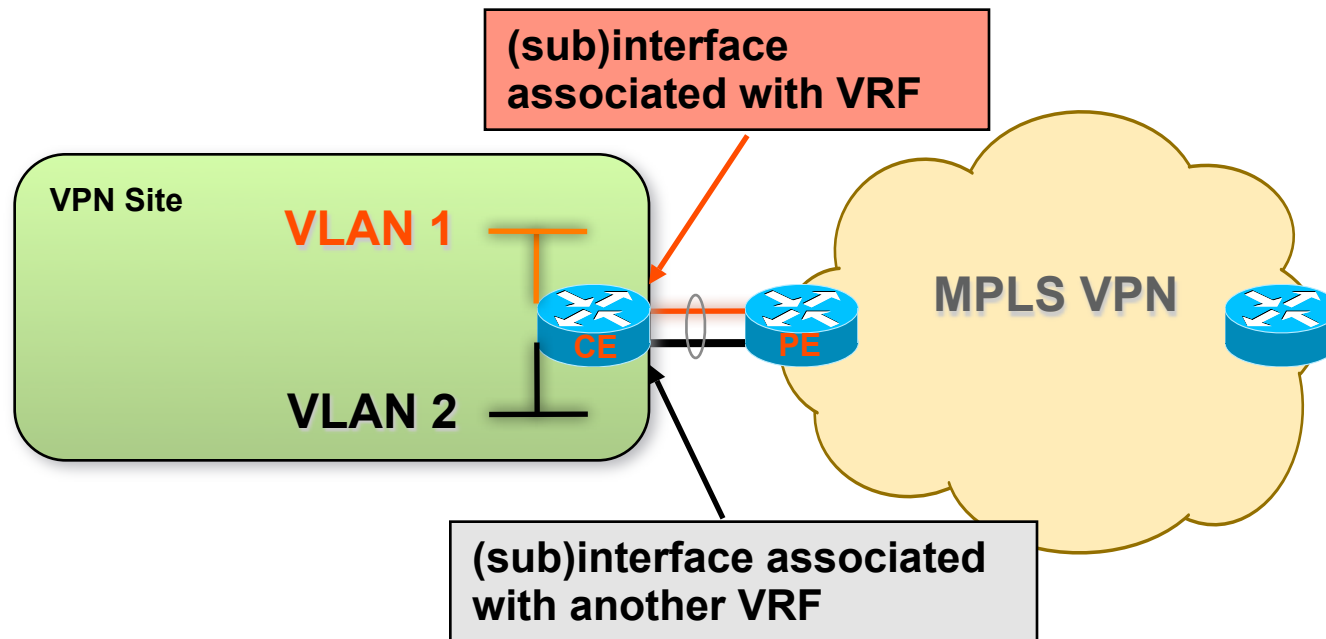 (sub)interface
associated with VRF
VPN Site
VLAN 1
MPLS VPN
CE
PE
VLAN 2
(sub)interface associated
with another VRF